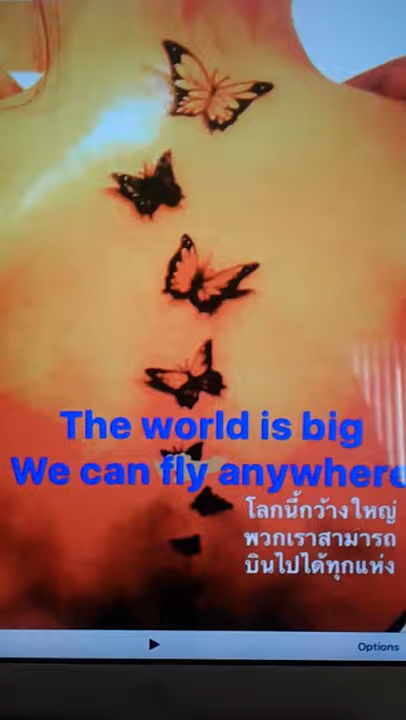 The world is big
We can fly anywhere
โลกนี้กว้างใหญ่
พวกเราสามารถ
บินไปได้ทุกแห่ง
Options